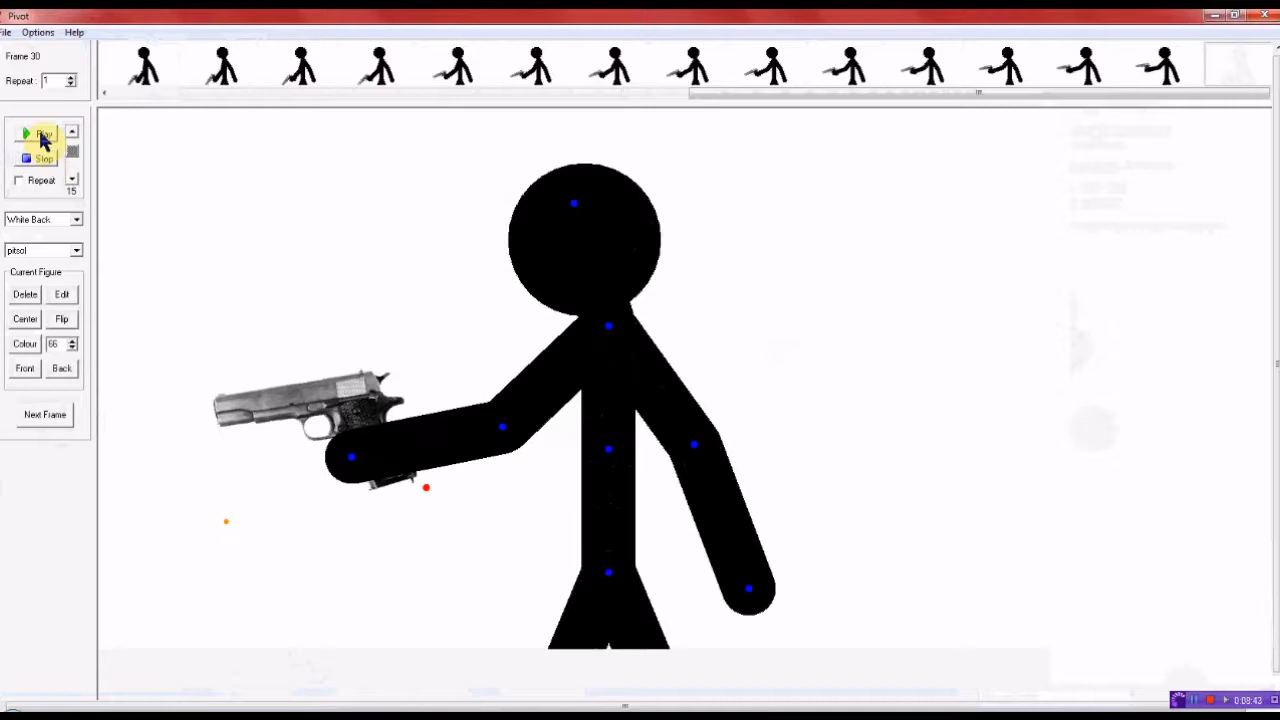 Pivot
File Options Help
Frame 30
Repeat : 1
Play
Stop
Repeat
15
White Back
pitsol
Current Figure
Delete Edit
Center Flip
Colour 66
Front Back
Next Frame
0:09:43